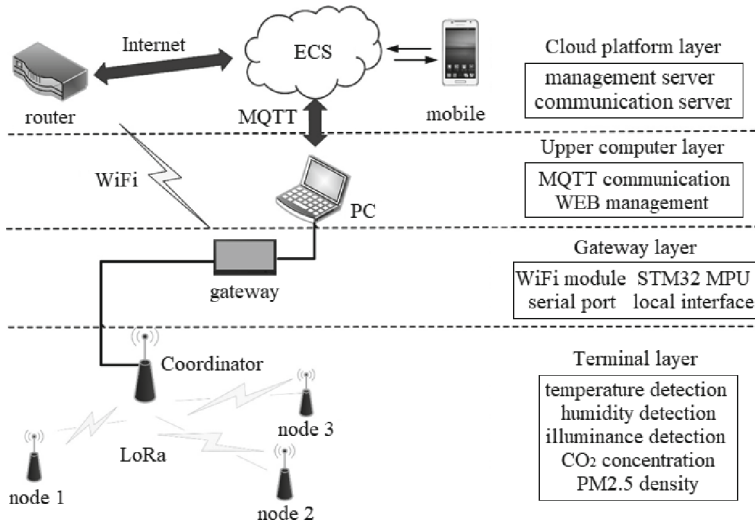 Internet
ECS
router
MQTT
mobile
Cloud platform layer
management server
communication server
WiFi
PC
Upper computer layer
MQTT communication
WEB management
gateway
Gateway layer
WiFi module STM32 MPU
serial port local interface
Coordinator
node 3
LoRa
node 1
node 2
Terminal layer
temperature detection
humidity detection
illuminance detection
CO₂ concentration
PM2.5 density